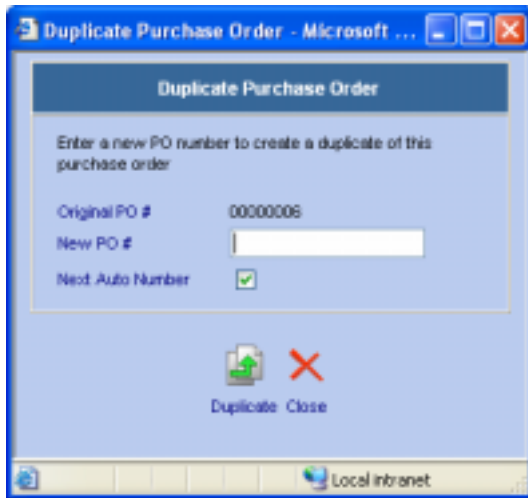 Duplicate Purchase Order - Microsoft ...
Duplicate Purchase Order
Enter a new PO number to create a duplicate of this
purchase order
Original PO # 00000006
New PO #
Next Auto Number
Duplicate Close
Local intranet